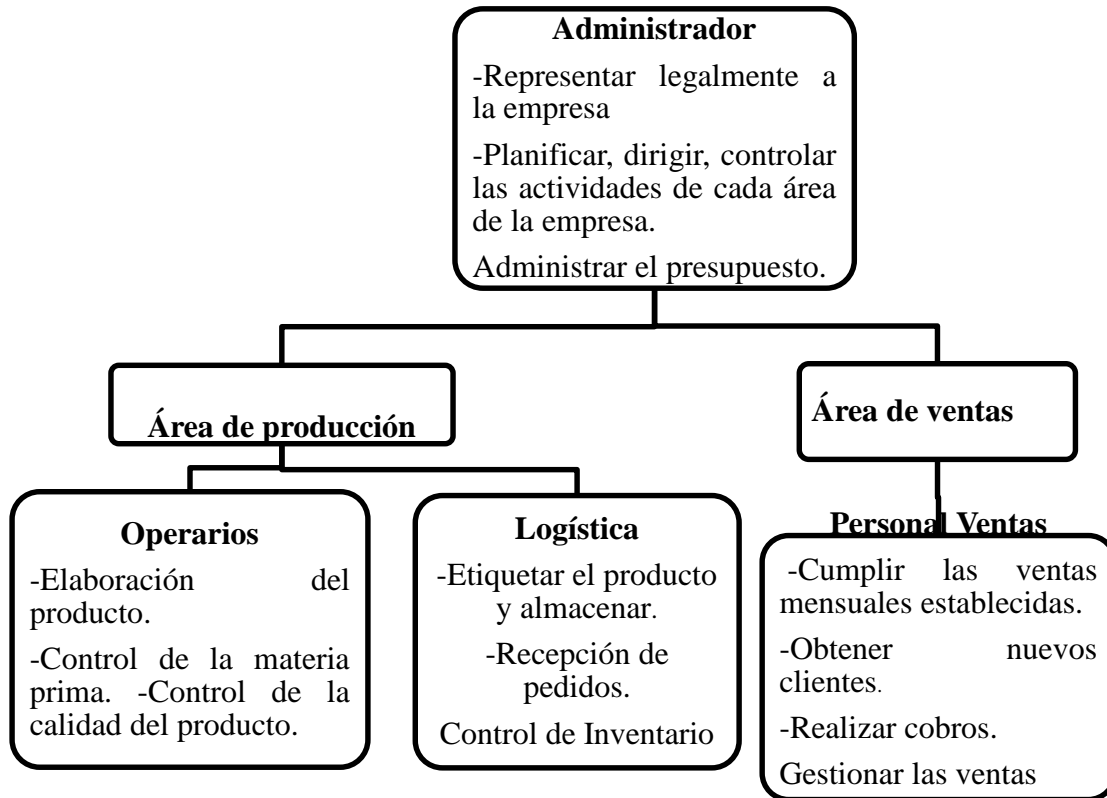 Administrador
-Representar legalmente a
la empresa
-Planificar, dirigir, controlar
las actividades de cada área
de la empresa.
Administrar el presupuesto.
Área de producción
Área de ventas
Operarios
-Elaboración del
producto.
-Control de la materia
prima. -Control de la
calidad del producto.
Logística
-Etiquetar el producto
y almacenar.
-Recepción de
pedidos.
Control de Inventario
Personal Ventas
-Cumplir las ventas
mensuales establecidas.
-Obtener nuevos
clientes.
-Realizar cobros.
Gestionar las ventas